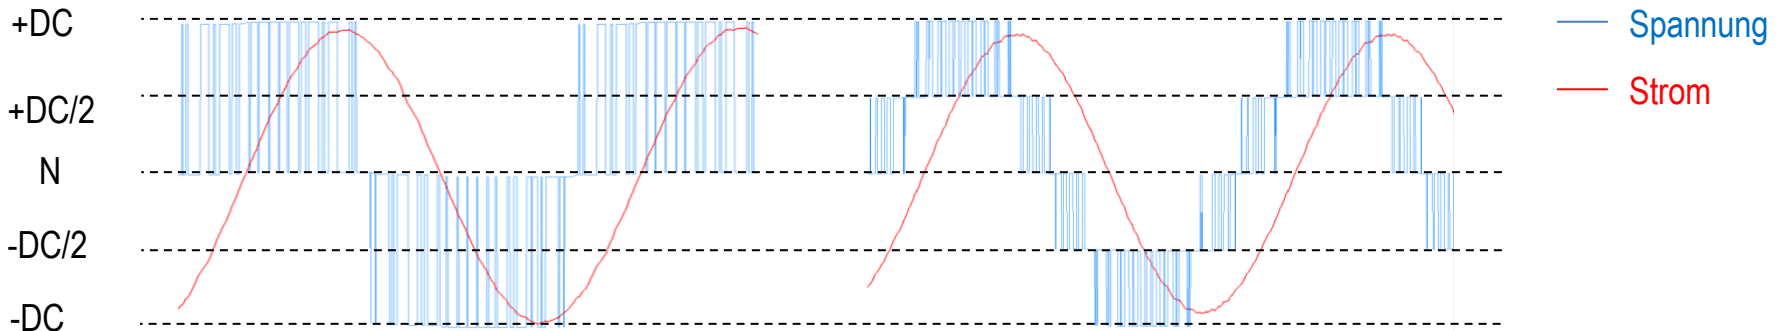 +DC
+DC/2
N
-DC/2
-DC
Spannung
Strom